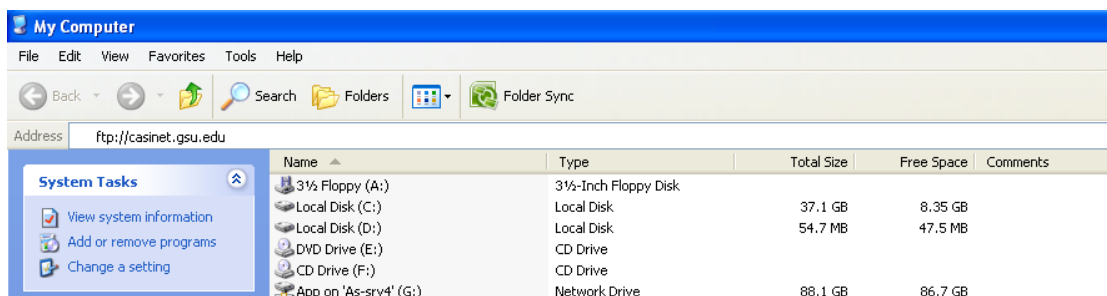 My Computer
File Edit View Favorites Tools Help
Back Search Folders Folder Sync
Address ftp://casinet.gsu.edu
Name Type Total Size Free Space Comments
System Tasks
View system information
Add or remove programs
Change a setting
3½ Floppy (A:) 3½-Inch Floppy Disk
Local Disk (C:) Local Disk 37.1 GB 8.35 GB
Local Disk (D:) Local Disk 54.7 MB 47.5 MB
DVD Drive (E:) CD Drive
CD Drive (F:) CD Drive
App on 'As-srv4' (G:) Network Drive 88.1 GB 86.7 GB